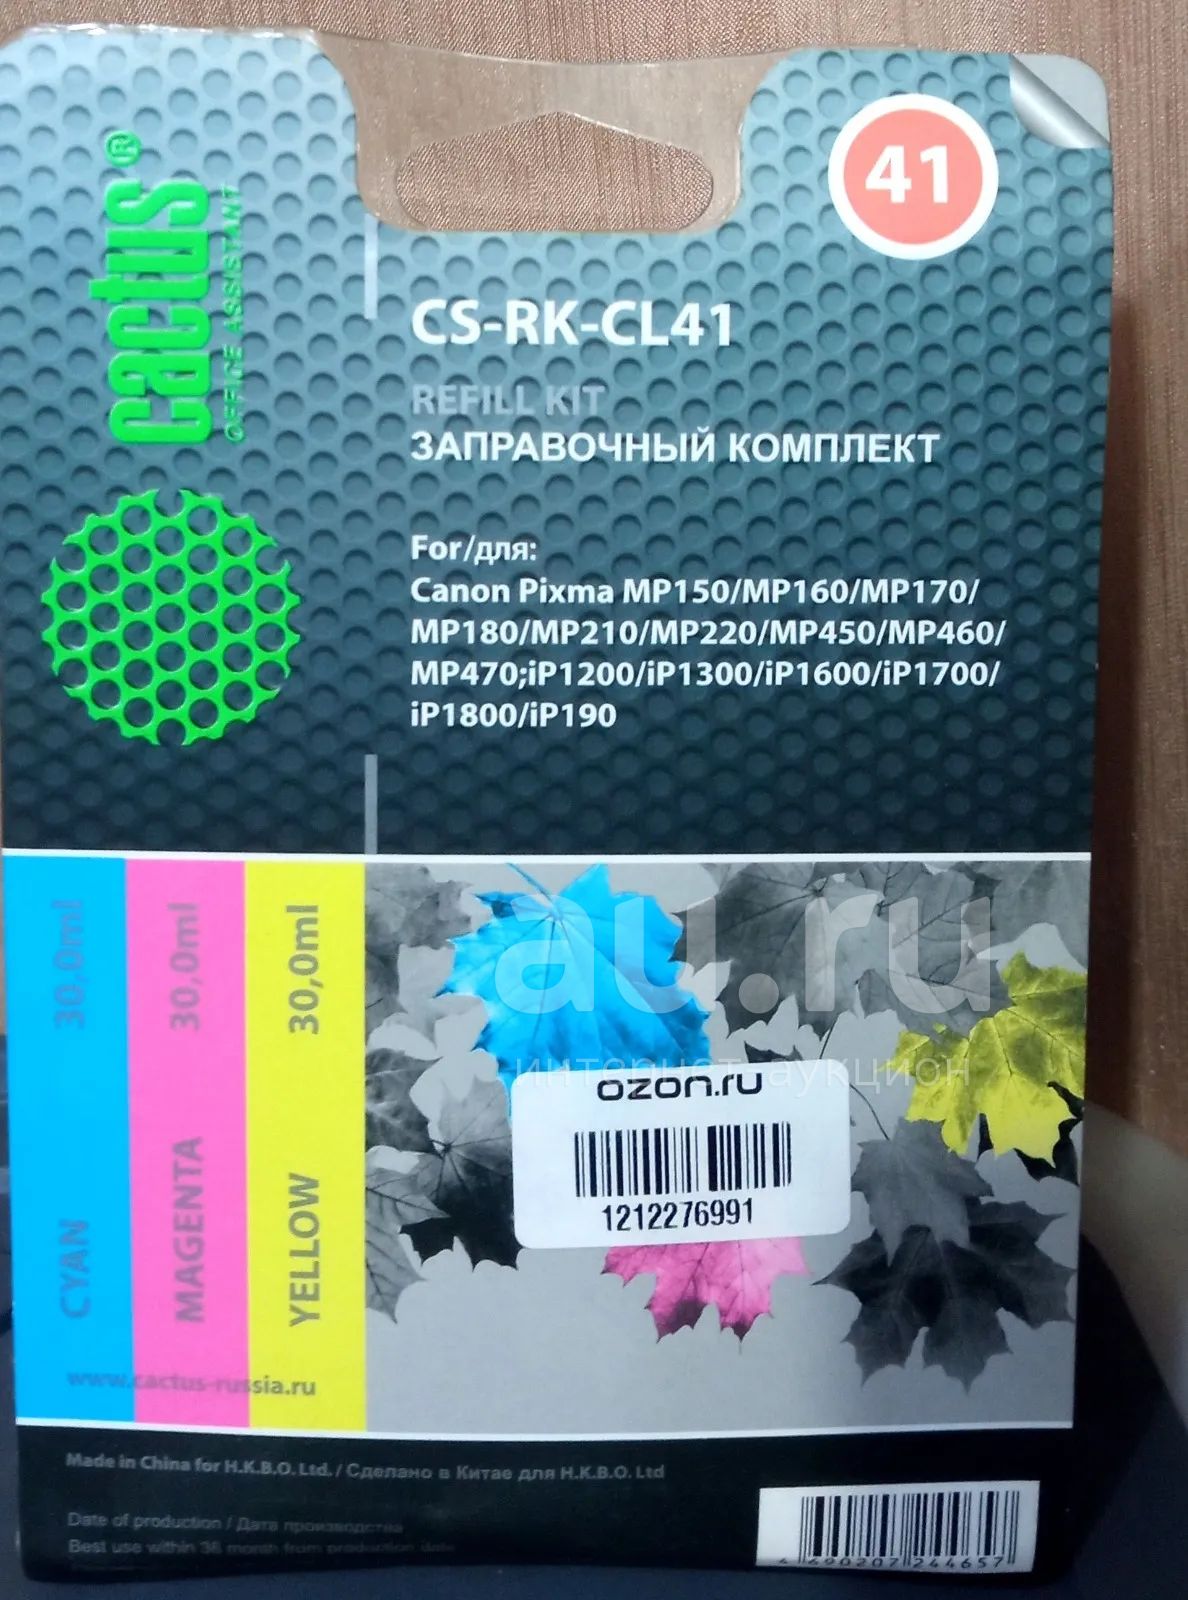 cactus®
OFFICE ASSISTANT
41
CS-RK-CL41
REFILL KIT
ЗАПРАВОЧНЫЙ КОМПЛЕКТ
For/для:
Canon Pixma MP150/MP160/MP170/
MP180/MP210/MP220/MP450/MP460/
MP470;iP1200/iP1300/iP1600/iP1700/
iP1800/iP190
CYAN 30,0ml
MAGENTA 30,0ml
YELLOW 30,0ml
www.cactus-russia.ru
au.ru
интернет-аукцион
ozon.ru
1212276991
Made in China for H.K.B.O. Ltd. / Сделано в Китае для H.K.B.O. Ltd
Date of production / Дата производства
Best use within 36 month from production date
4 690207 244657